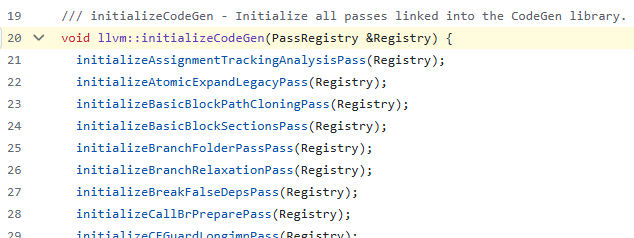 19 /// initializeCodeGen - Initialize all passes linked into the CodeGen library.
20 void llvm::initializeCodeGen(PassRegistry &Registry) {
21 initializeAssignmentTrackingAnalysisPass(Registry);
22 initializeAtomicExpandLegacyPass(Registry);
23 initializeBasicBlockPathCloningPass(Registry);
24 initializeBasicBlockSectionsPass(Registry);
25 initializeBranchFolderPassPass(Registry);
26 initializeBranchRelaxationPass(Registry);
27 initializeBreakFalseDepsPass(Registry);
28 initializeCallBrPreparePass(Registry);
29 initializeCFGuardLongjmpPass(Registry);